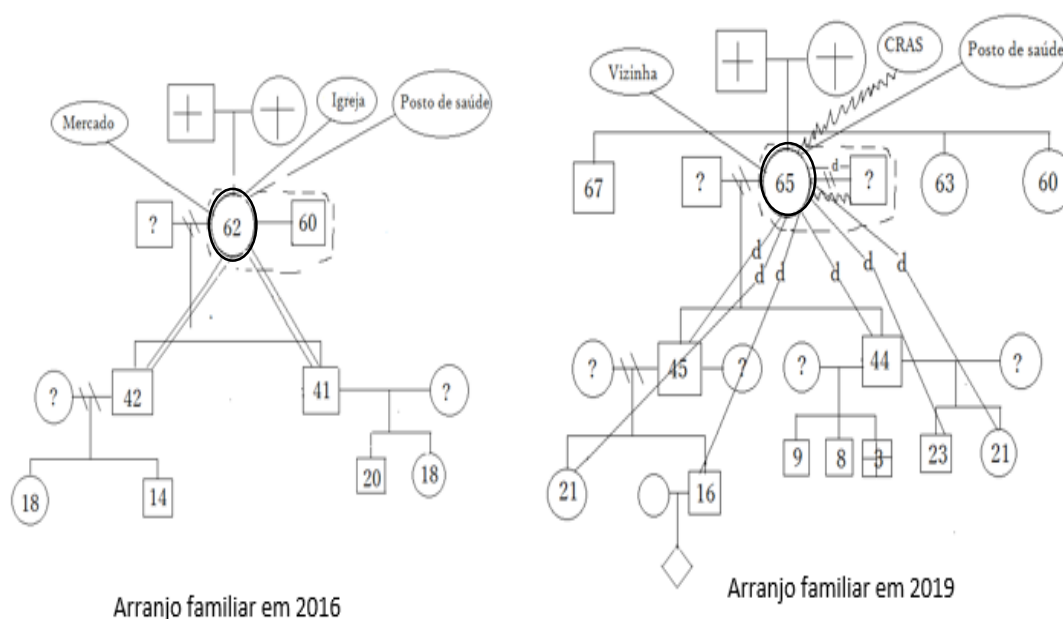 Mercado
Igreja
Posto de saúde
?
62
60
42
41
?
?
18
14
20
18
Arranjo familiar em 2016
Vizinha
CRAS
Posto de saúde
67
?
65
d
?
63
60
d
d
d
d
d
d
?
45
?
?
44
?
9
8
3
23
21
21
16
Arranjo familiar em 2019